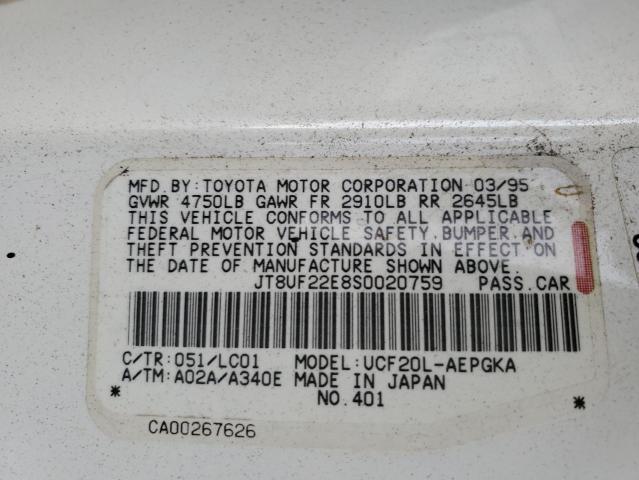 MFD.BY:TOYOTA MOTOR CORPORATION 03/95
GVWR 4750LB GAWR FR 2910LB RR 2645LB
THIS VEHICLE CONFORMS TO ALL APPLICABLE
FEDERAL MOTOR VEHICLE SAFETY,BUMPER AND
THEFT PREVENTION STANDARDS IN EFFECT ON
THE DATE OF MANUFACTURE SHOWN ABOVE.
JT8UF22E8S0020759 PASS.CAR
C/TR:051/LC01 MODEL:UCF20L-AEPGKA
A/TM:A02A/A340E MADE IN JAPAN
* NO.401 *
CA00267626